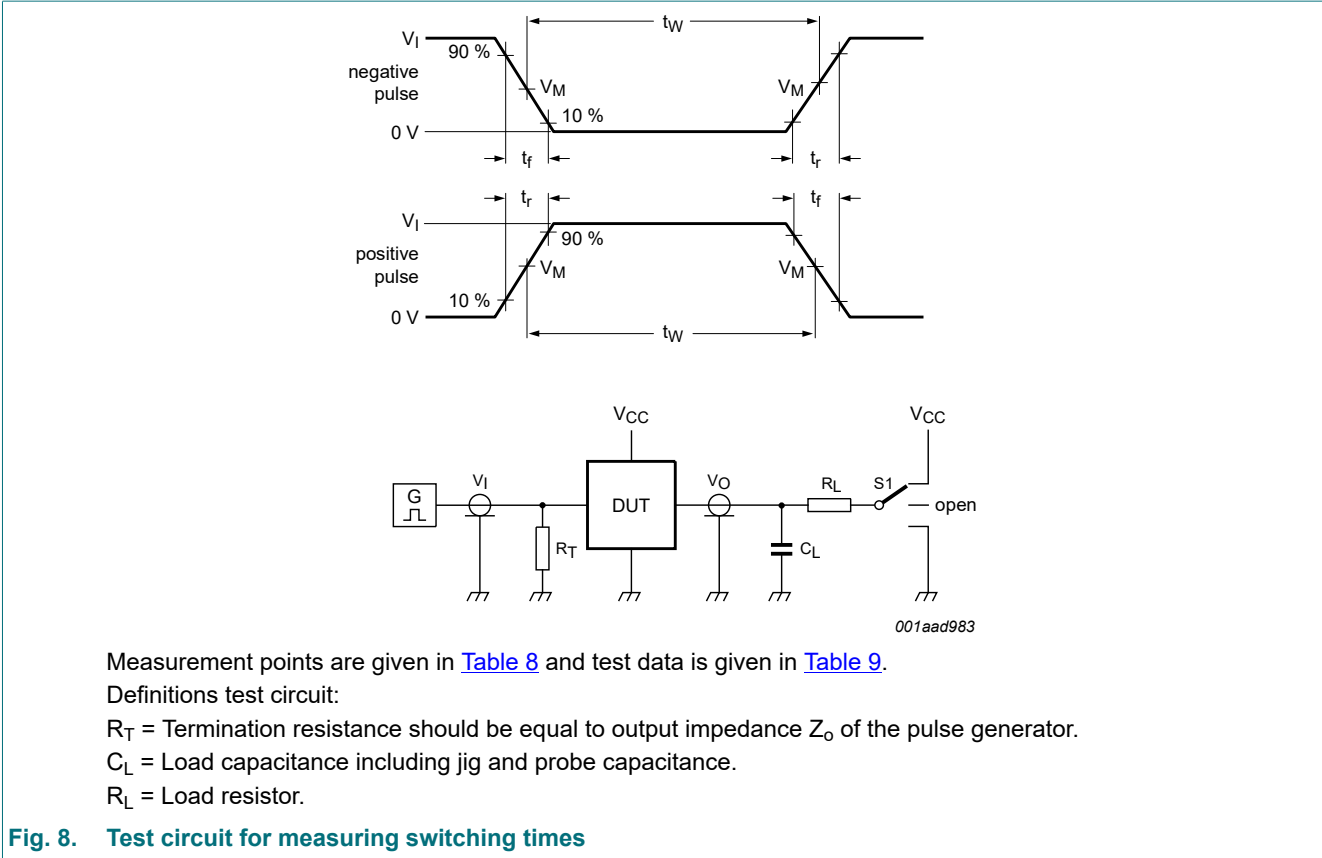 tW
VI
90 %
negative
pulse
VM
VM
10 %
0 V
tf
tr
tr
tf
VI
90 %
positive
pulse
VM
VM
10 %
0 V
tW
VCC
VCC
G
VI
DUT
VO
RL
S1
open
RT
CL
001aad983
Measurement points are given in Table 8 and test data is given in Table 9.
Definitions test circuit:
RT = Termination resistance should be equal to output impedance Zo of the pulse generator.
CL = Load capacitance including jig and probe capacitance.
RL = Load resistor.
Fig. 8. Test circuit for measuring switching times